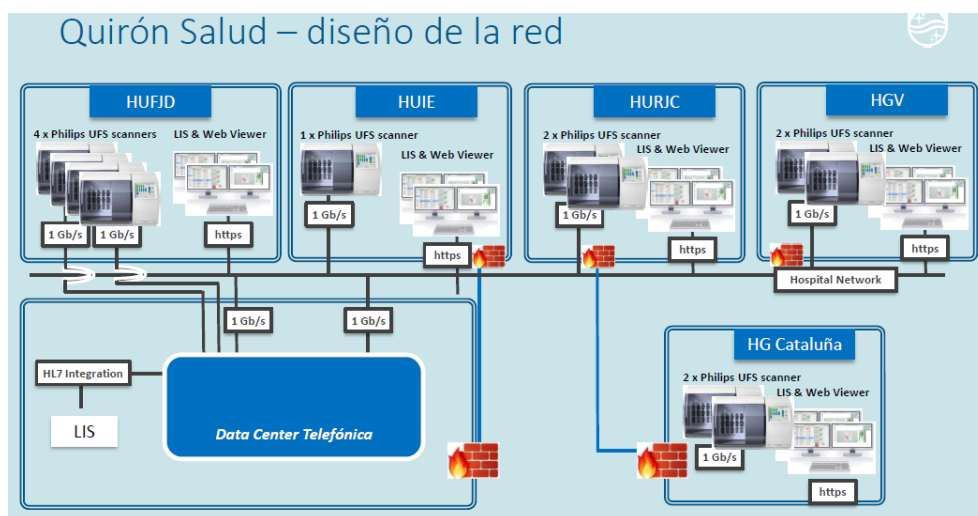 Quirón Salud – diseño de la red
HUFJD
4 x Philips UFS scanners
LIS & Web Viewer
1 Gb/s
1 Gb/s
https
HUIE
1 x Philips UFS scanner
LIS & Web Viewer
1 Gb/s
https
HURJC
2 x Philips UFS scanner
LIS & Web Viewer
1 Gb/s
https
HGV
2 x Philips UFS scanner
LIS & Web Viewer
1 Gb/s
https
Hospital Network
1 Gb/s
1 Gb/s
HL7 Integration
LIS
Data Center Telefónica
HG Cataluña
2 x Philips UFS scanner
LIS & Web Viewer
1 Gb/s
https